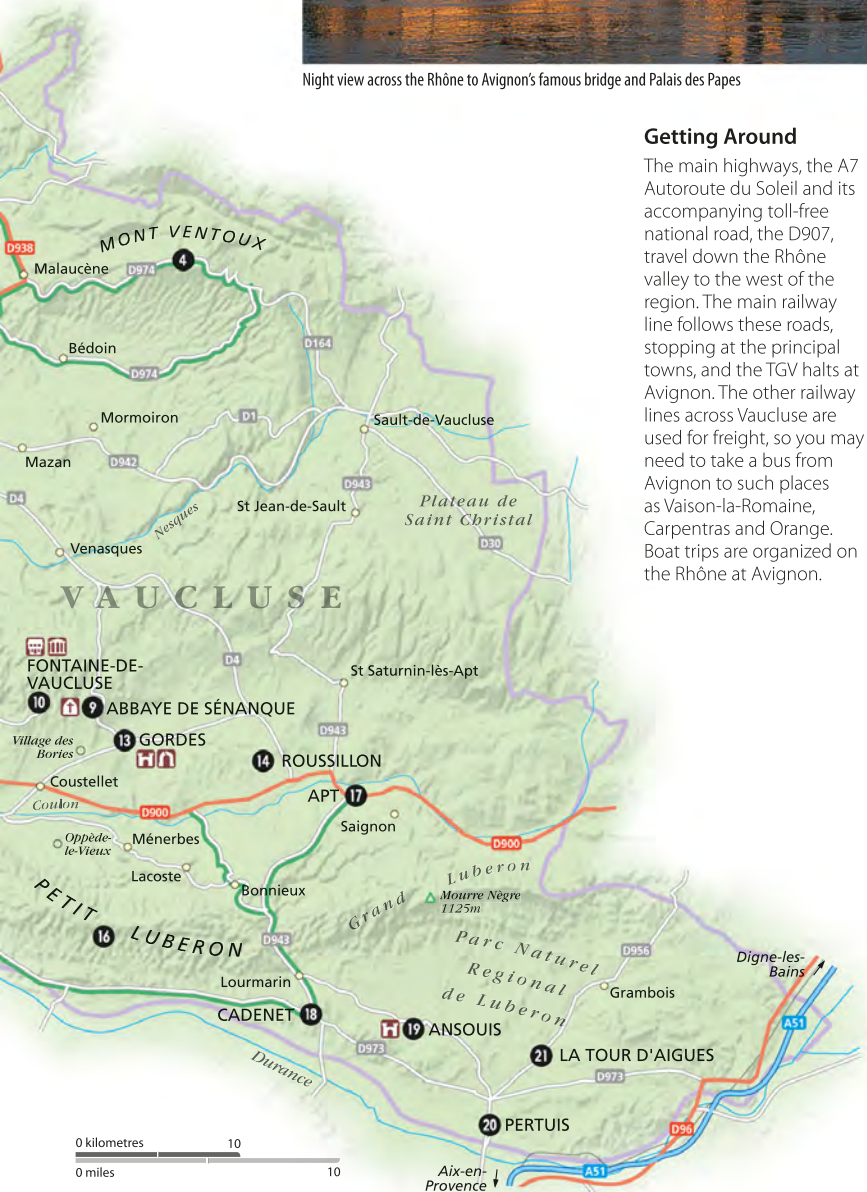 Night view across the Rhône to Avignon's famous bridge and Palais des Papes
Getting Around
The main highways, the A7
Autoroute du Soleil and its
accompanying toll-free
national road, the D907,
travel down the Rhône
valley to the west of the
region. The main railway
line follows these roads,
stopping at the principal
towns, and the TGV halts at
Avignon. The other railway
lines across Vaucluse are
used for freight, so you may
need to take a bus from
Avignon to such places
as Vaison-la-Romaine,
Carpentras and Orange.
Boat trips are organized on
the Rhône at Avignon.
MONT VENTOUX
D938
4
Malaucène
D974
D164
Bédoin
D974
Mormoiron
D1
Sault-de-Vaucluse
Mazan
D942
D943
D4
St Jean-de-Sault
Plateau de
Saint Christal
Nesques
D30
Venasques
VAUCLUSE
FONTAINE-DE-
VAUCLUSE
D4
St Saturnin-lès-Apt
10
9
ABBAYE DE SÉNANQUE
D943
Village des
Bories
13
GORDES
14
ROUSSILLON
Coustellet
APT
17
Coulon
D900
Saignon
Oppède-
le-Vieux
Ménerbes
D900
Lacoste
Bonnieux
Grand Luberon
Mourre Nègre
1125m
PETIT LUBERON
16
D943
Parc Naturel
Regional
de Luberon
D956
Digne-les-
Bains
Lourmarin
Grambois
CADENET
18
19
ANSOUIS
A51
D973
21
LA TOUR D'AIGUES
Durance
D973
20
PERTUIS
D96
0 kilometres
10
0 miles
10
Aix-en-
Provence
A51